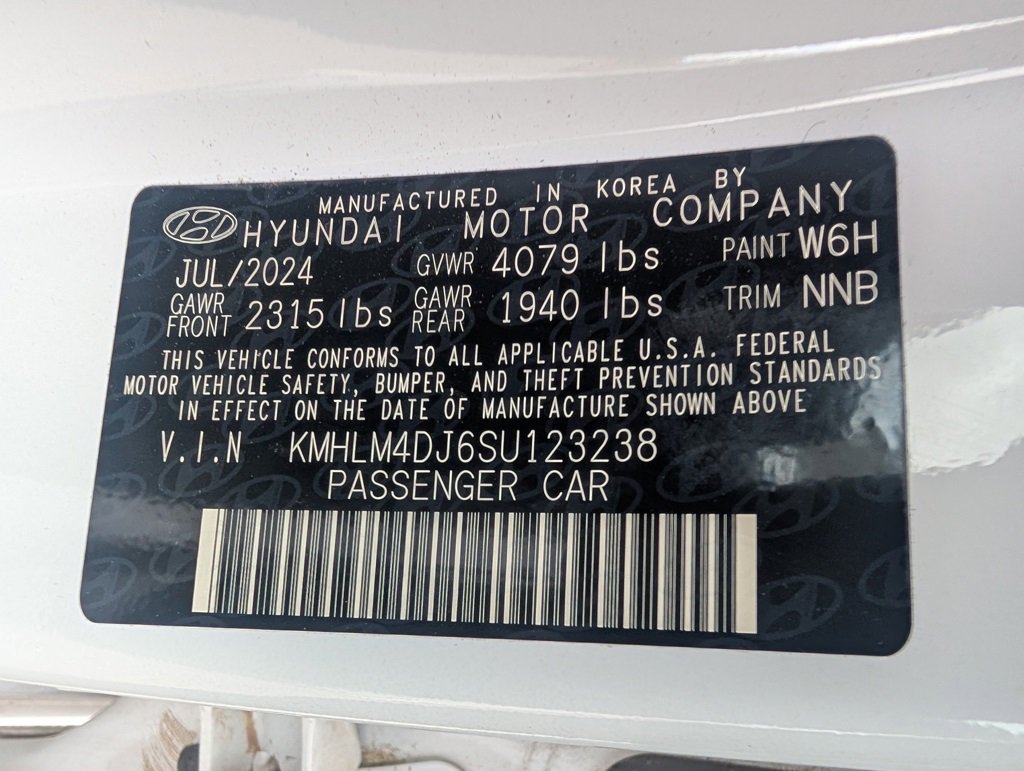 MANUFACTURED IN KOREA BY
HYUNDAI MOTOR COMPANY
JUL/2024 GVWR 4079 lbs PAINT W6H
GAWR FRONT 2315 lbs GAWR REAR 1940 lbs TRIM NNB
THIS VEHICLE CONFORMS TO ALL APPLICABLE U.S.A. FEDERAL
MOTOR VEHICLE SAFETY, BUMPER, AND THEFT PREVENTION STANDARDS
IN EFFECT ON THE DATE OF MANUFACTURE SHOWN ABOVE
V.I.N KMHLM4DJ6SU123238
PASSENGER CAR